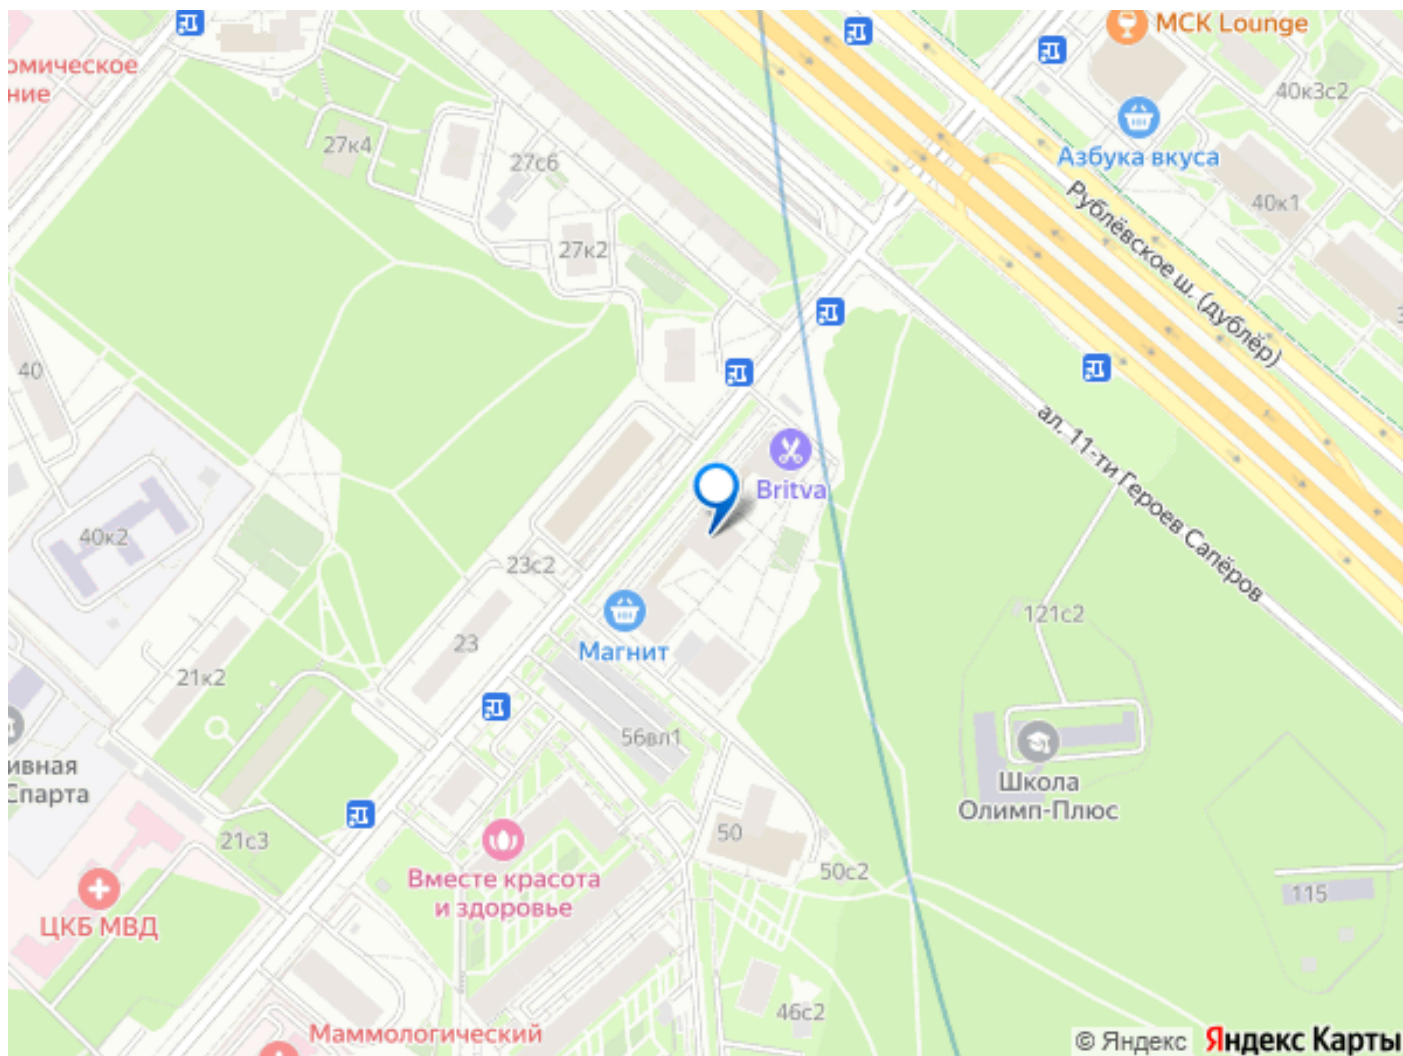 MCK Lounge
омическое
ние
40к3с2
27к4
27с6
Азбука вкуса
40к1
27к2
Рублёвское ш. (дублёр)
40
ал. 11-ти Героев Сапёров
Britva
40к2
23с2
121с2
23
Магнит
21к2
56вл1
ивная
Спарта
Школа
Олимп-Плюс
21с3
50
50с2
Вместе красота
и здоровье
115
ЦКБ МВД
46с2
Маммологический
© Яндекс Яндекс Карты